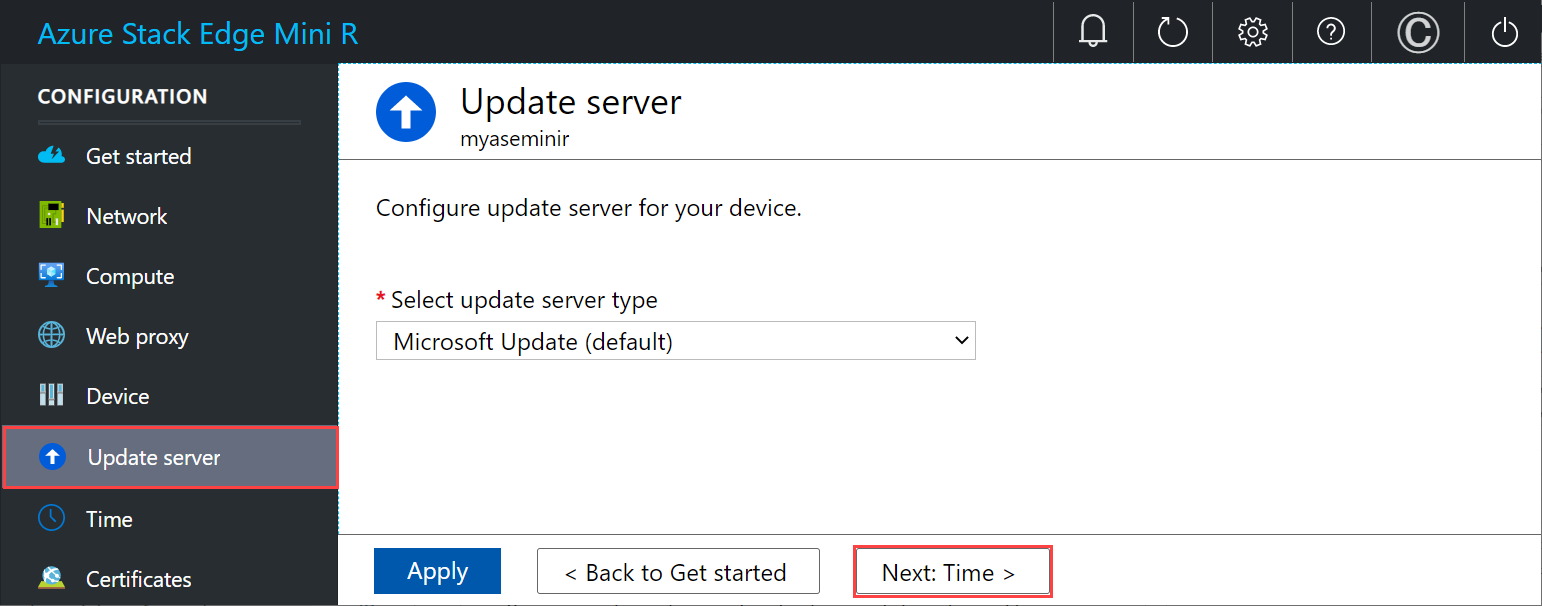 Azure Stack Edge Mini R
CONFIGURATION
Get started
Network
Compute
Web proxy
Device
Update server
Time
Certificates
Update server
myaseminir
Configure update server for your device.
* Select update server type
Microsoft Update (default)
Apply
< Back to Get started
Next: Time >